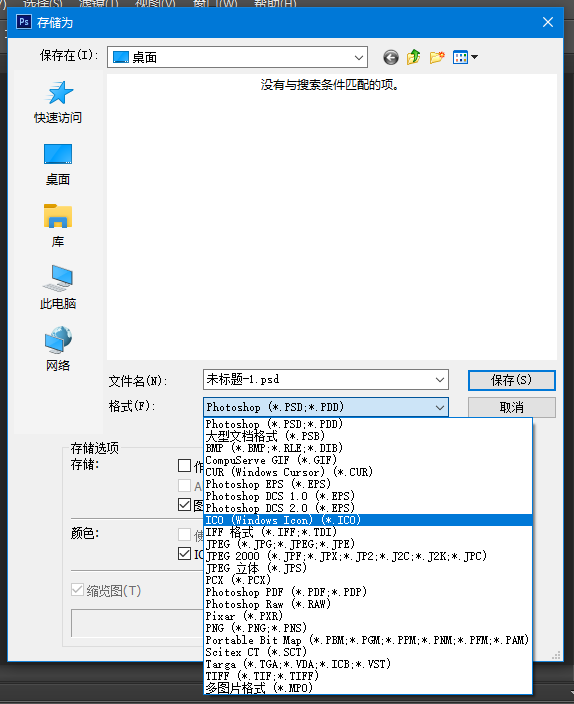 选择(S) 滤镜(T) 视图(V) 窗口(W) 帮助(H)
Ps 存储为
保存在(I): 桌面
没有与搜索条件匹配的项。
快速访问
桌面
库
此电脑
网络
文件名(N): 未标题-1.psd 保存(S)
格式(F): Photoshop (*.PSD;*.PDD) 取消
Photoshop (*.PSD;*.PDD)
大型文档格式 (*.PSB)
BMP (*.BMP;*.RLE;*.DIB)
CompuServe GIF (*.GIF)
CUR (Windows Cursor) (*.CUR)
Photoshop EPS (*.EPS)
Photoshop DCS 1.0 (*.EPS)
Photoshop DCS 2.0 (*.EPS)
ICO (Windows Icon) (*.ICO)
IFF 格式 (*.IFF;*.TDI)
JPEG (*.JPG;*.JPEG;*.JPE)
JPEG 2000 (*.JPF;*.JPX;*.JP2;*.J2C;*.J2K;*.JPC)
JPEG 立体 (*.JPS)
PCX (*.PCX)
Photoshop PDF (*.PDF;*.PDP)
Photoshop Raw (*.RAW)
Pixar (*.PXR)
PNG (*.PNG;*.PNS)
Portable Bit Map (*.PBM;*.PGM;*.PPM;*.PNM;*.PFM;*.PAM)
Scitex CT (*.SCT)
Targa (*.TGA;*.VDA;*.ICB;*.VST)
TIFF (*.TIF;*.TIFF)
多图片格式 (*.MPO)
存储选项
存储:
颜色:
缩览图(T)